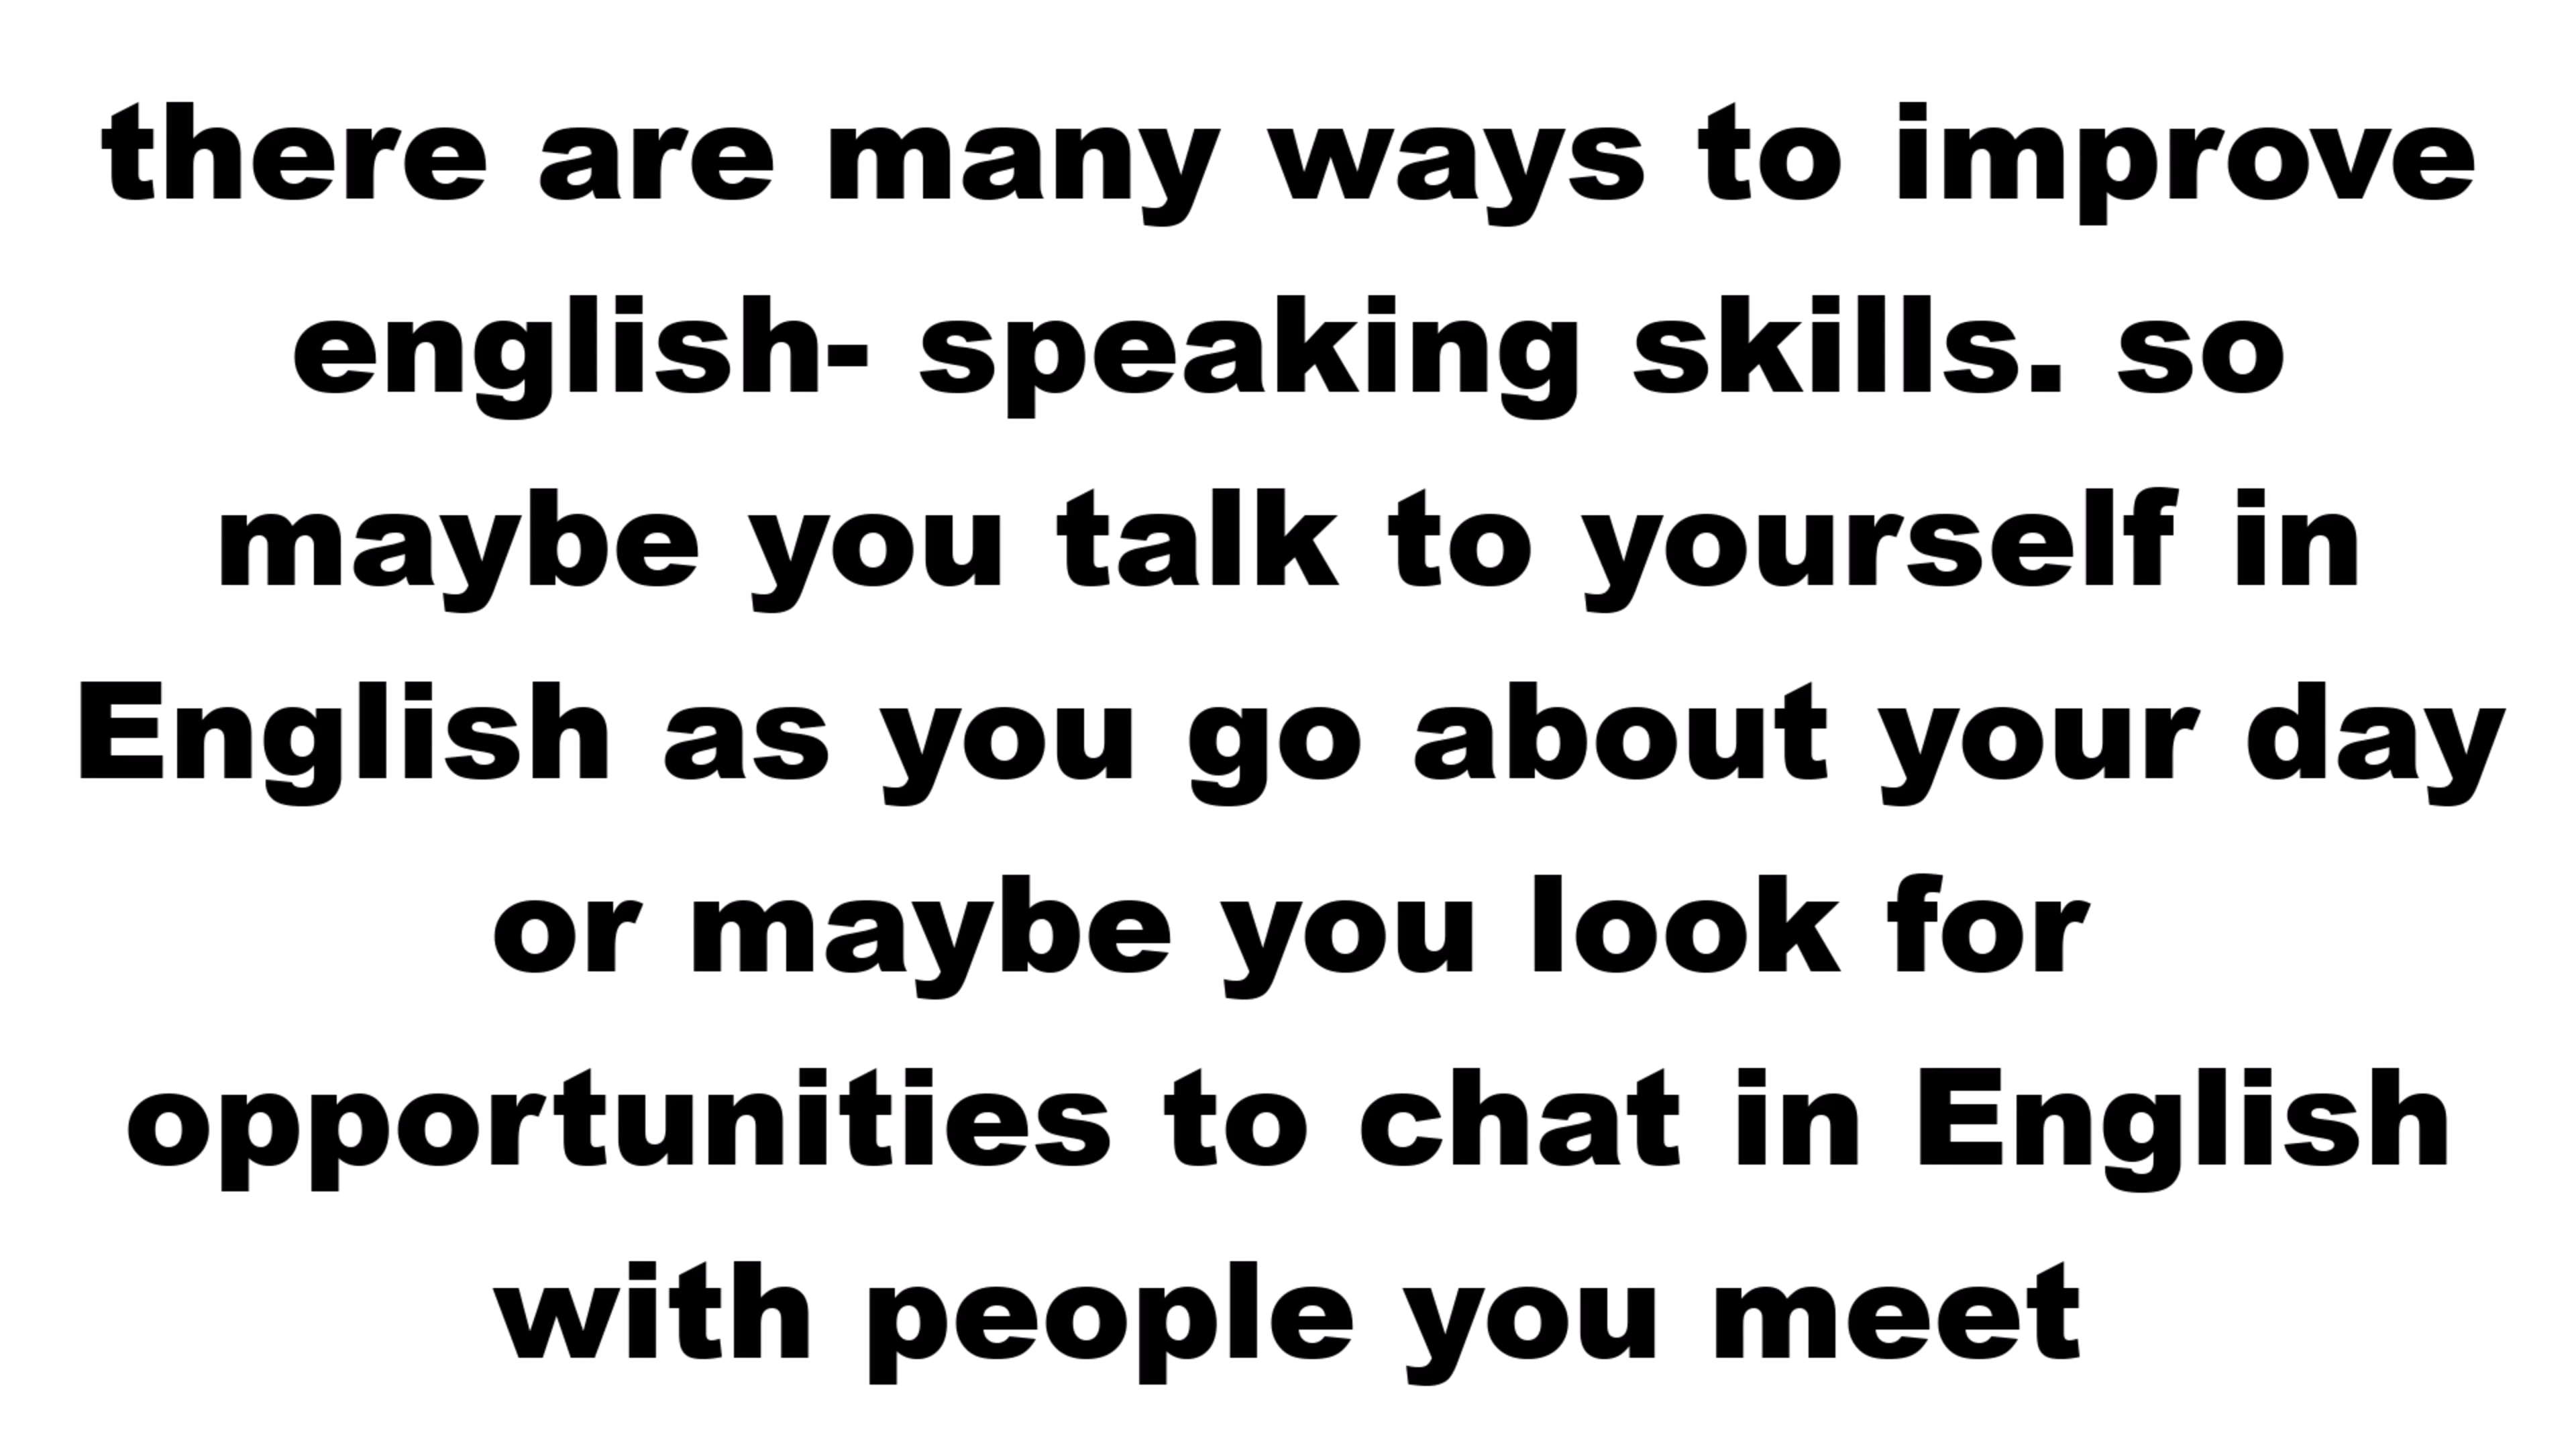 there are many ways to improve
english- speaking skills. so
maybe you talk to yourself in
English as you go about your day
or maybe you look for
opportunities to chat in English
with people you meet